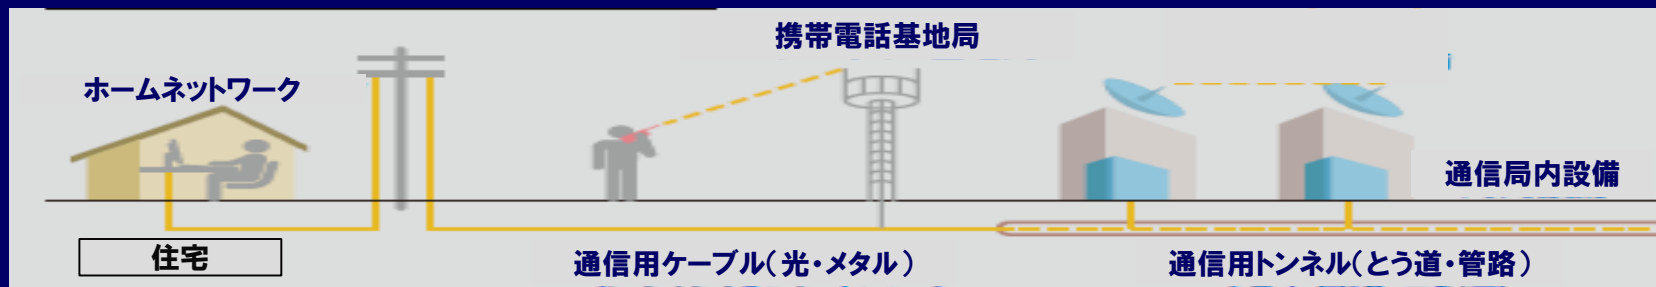 携帯電話基地局
ホームネットワーク
通信局内設備
住宅
通信用ケーブル(光・メタル)
通信用トンネル(とう道・管路)